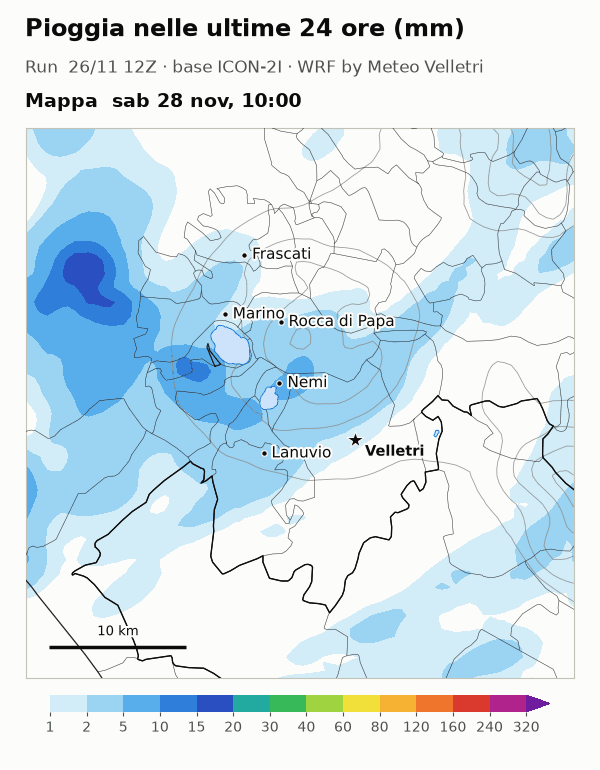 Pioggia nelle ultime 24 ore (mm)
Run 26/11 12Z · base ICON-2I · WRF by Meteo Velletri
Mappa sab 28 nov, 10:00
Frascati
Marino
Rocca di Papa
Nemi
Velletri
Lanuvio
10 km
1 2 5 10 15 20 30 40 60 80 120 160 240 320